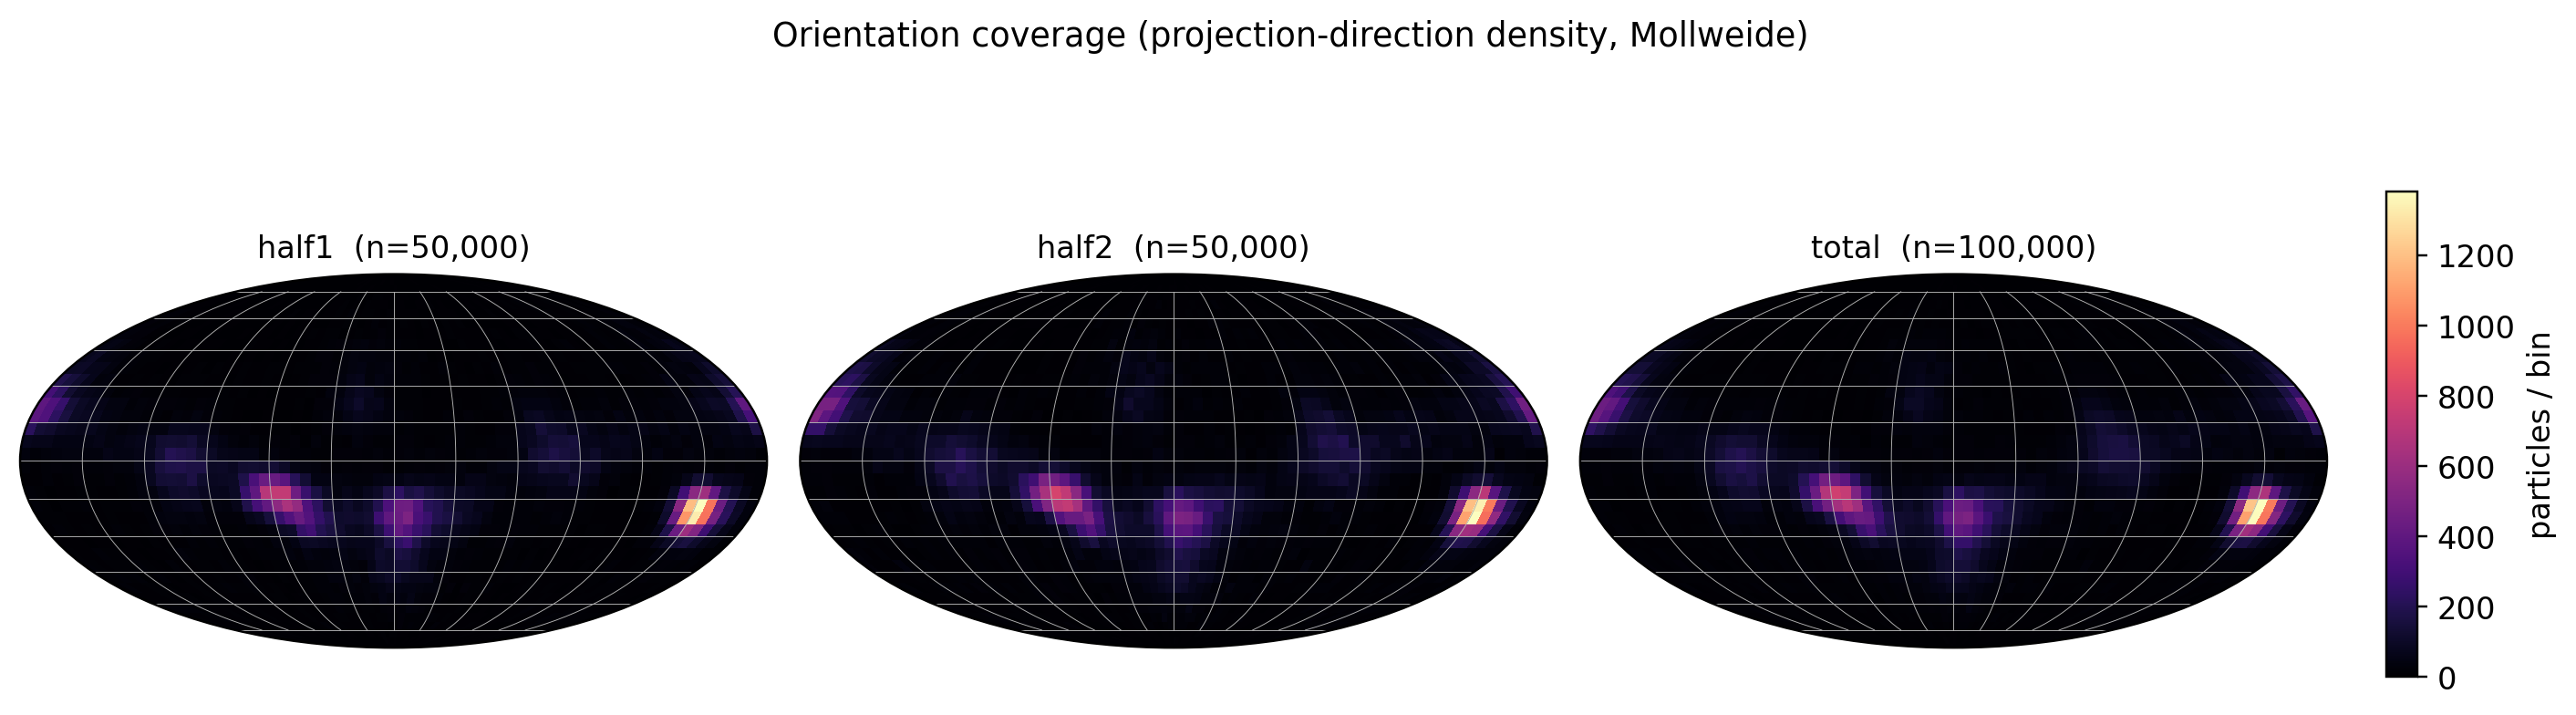 Orientation coverage (projection-direction density, Mollweide)
half1  (n=50,000)
half2  (n=50,000)
total  (n=100,000)
1200
1000
800
600
400
200
0
particles / bin